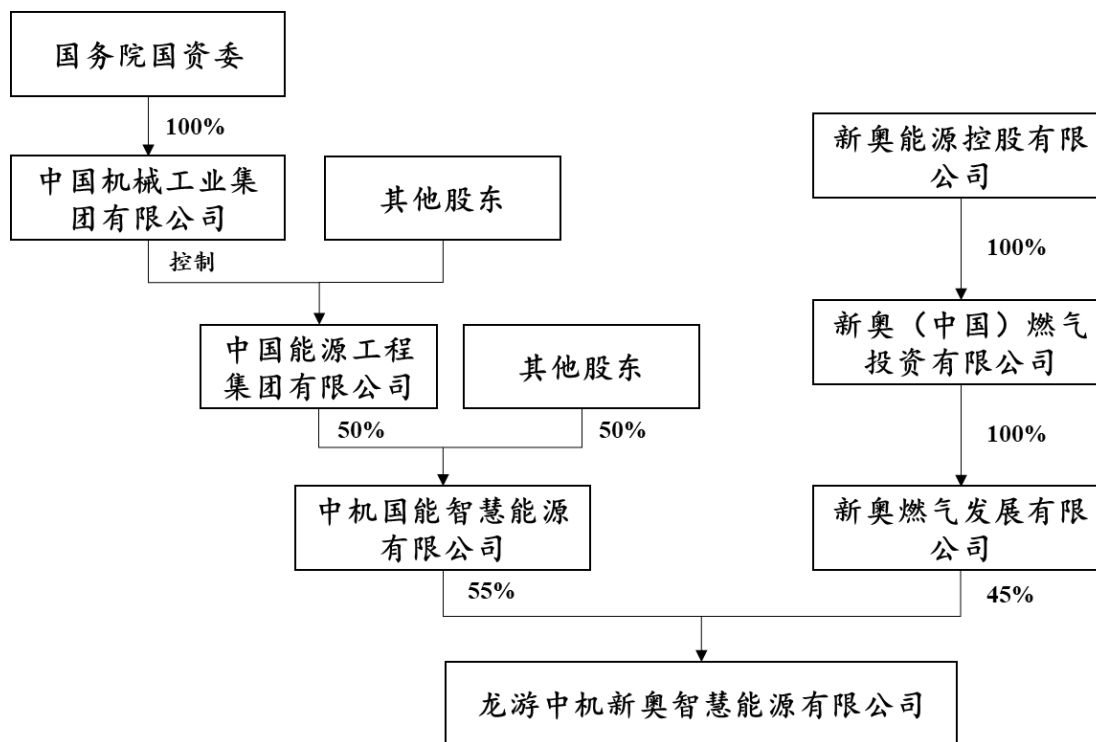 国务院国资委
100%
中国机械工业集
团有限公司
其他股东
新奥能源控股有限
公司
控制
100%
中国能源工程
集团有限公司
其他股东
新奥（中国）燃气
投资有限公司
50%
50%
100%
中机国能智慧能源
有限公司
新奥燃气发展有限
公司
55%
45%
龙游中机新奥智慧能源有限公司